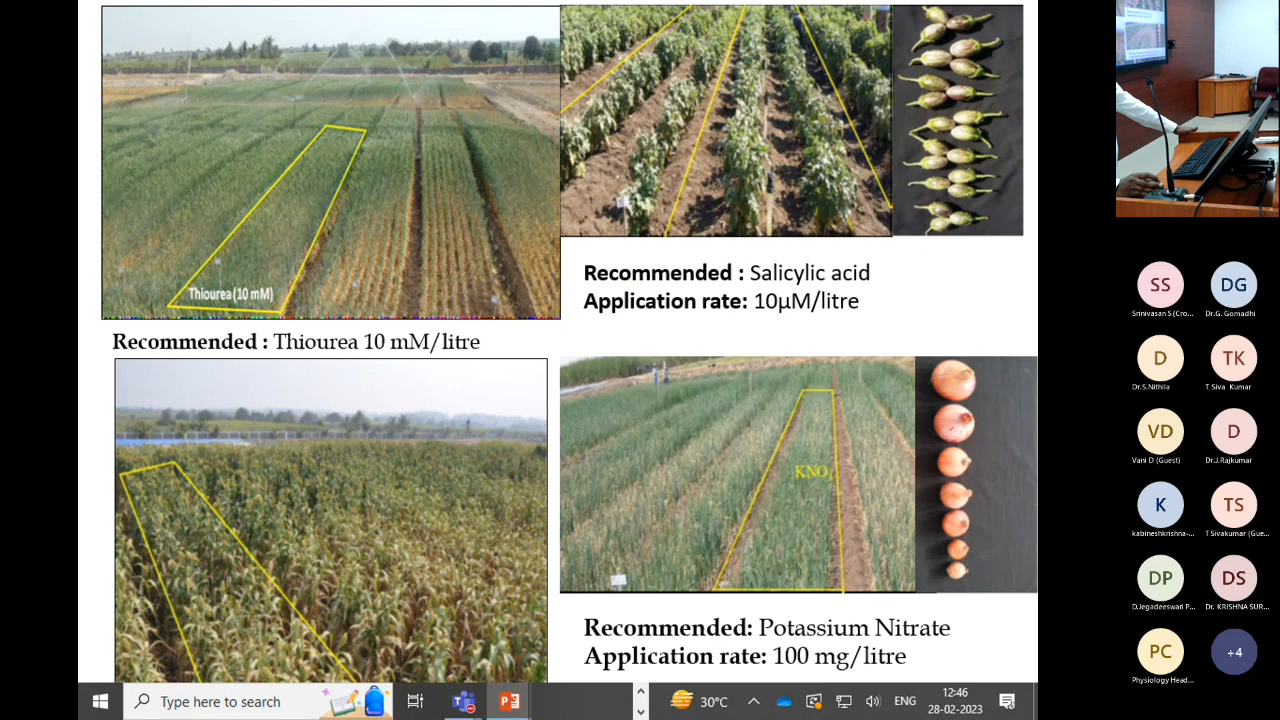 Thiourea (10 mM)
Recommended : Thiourea 10 mM/litre
Recommended : Salicylic acid
Application rate: 10µM/litre
KNO3
Recommended: Potassium Nitrate
Application rate: 100 mg/litre
SS
Srinivasan S (Cro...
DG
Dr.G. Gomadhi
D
Dr.S.Nithila
TK
T Siva Kumar
VD
Vani D (Guest)
D
Dr.J.Rajkumar
K
kabineshkrishna-...
TS
T Sivakumar (Gue...
DP
D.Jegadeeswari P...
DS
Dr. KRISHNA SUR...
PC
Physiology Head...
+4
Type here to search
30°C
ENG
12:46
28-02-2023